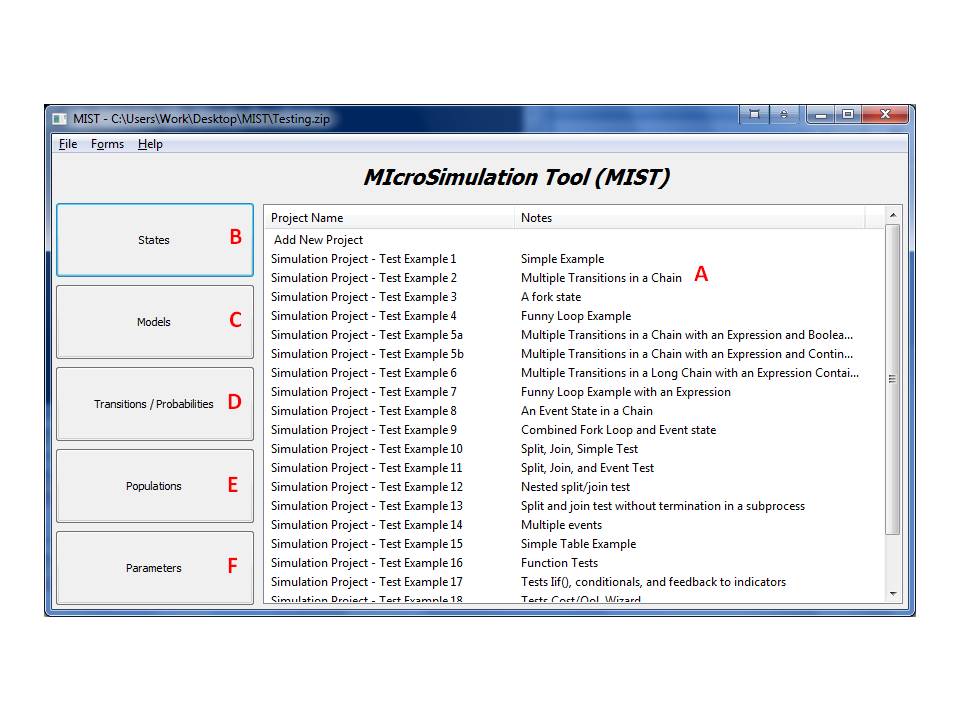 MIST - C:\Users\Work\Desktop\MIST\Testing.zip
File Forms Help
MIcroSimulation Tool (MIST)
States B
Models C
Transitions / Probabilities D
Populations E
Parameters F
Project Name Notes
Add New Project
Simulation Project - Test Example 1 Simple Example
Simulation Project - Test Example 2 Multiple Transitions in a Chain A
Simulation Project - Test Example 3 A fork state
Simulation Project - Test Example 4 Funny Loop Example
Simulation Project - Test Example 5a Multiple Transitions in a Chain with an Expression and Boolea...
Simulation Project - Test Example 5b Multiple Transitions in a Chain with an Expression and Contin...
Simulation Project - Test Example 6 Multiple Transitions in a Long Chain with an Expression Contai...
Simulation Project - Test Example 7 Funny Loop Example with an Expression
Simulation Project - Test Example 8 An Event State in a Chain
Simulation Project - Test Example 9 Combined Fork Loop and Event state
Simulation Project - Test Example 10 Split, Join, Simple Test
Simulation Project - Test Example 11 Split, Join, and Event Test
Simulation Project - Test Example 12 Nested split/join test
Simulation Project - Test Example 13 Split and join test without termination in a subprocess
Simulation Project - Test Example 14 Multiple events
Simulation Project - Test Example 15 Simple Table Example
Simulation Project - Test Example 16 Function Tests
Simulation Project - Test Example 17 Tests Iif(), conditionals, and feedback to indicators
Simulation Project - Test Example 18 Tests Cost/QoL Wizard